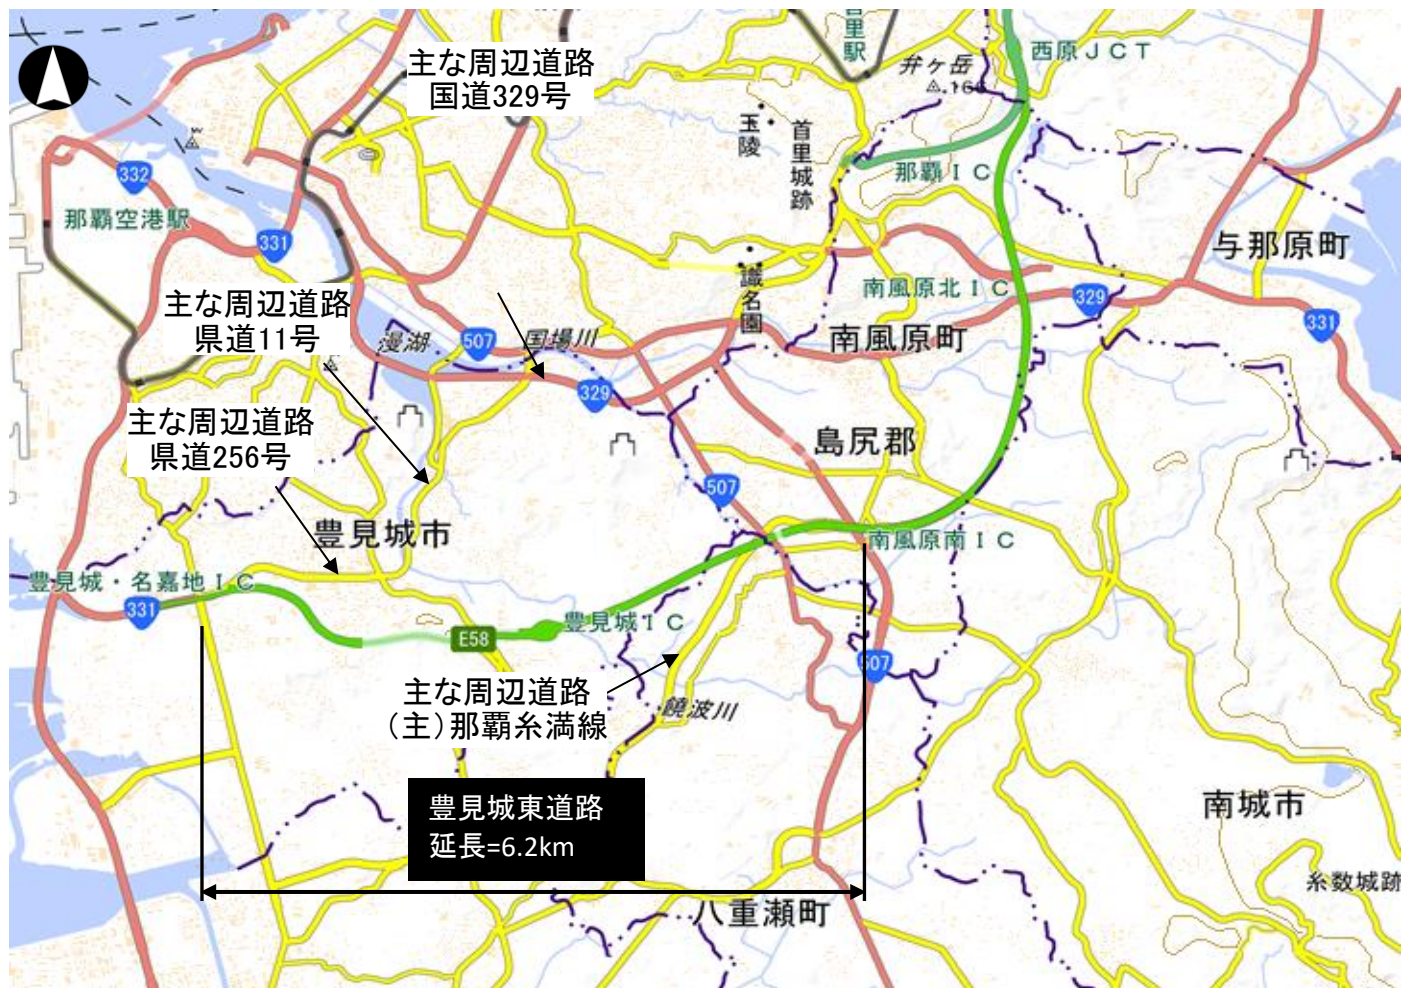 主な周辺道路
国道329号
里駅
弁ヶ岳
.166
西原JCT
玉陵
首里城跡
那覇IC
332
那覇空港駅
331
与那原町
識名園
南風原北IC
329
主な周辺道路
県道11号
漫湖
507
国場川
南風原町
331
329
主な周辺道路
県道256号
島尻郡
507
豊見城市
南風原南IC
豊見城・名嘉地IC
331
E58
豊見城IC
507
主な周辺道路
(主)那覇糸満線
饒波川
豊見城東道路
延長=6.2km
南城市
糸数城跡
八重瀬町